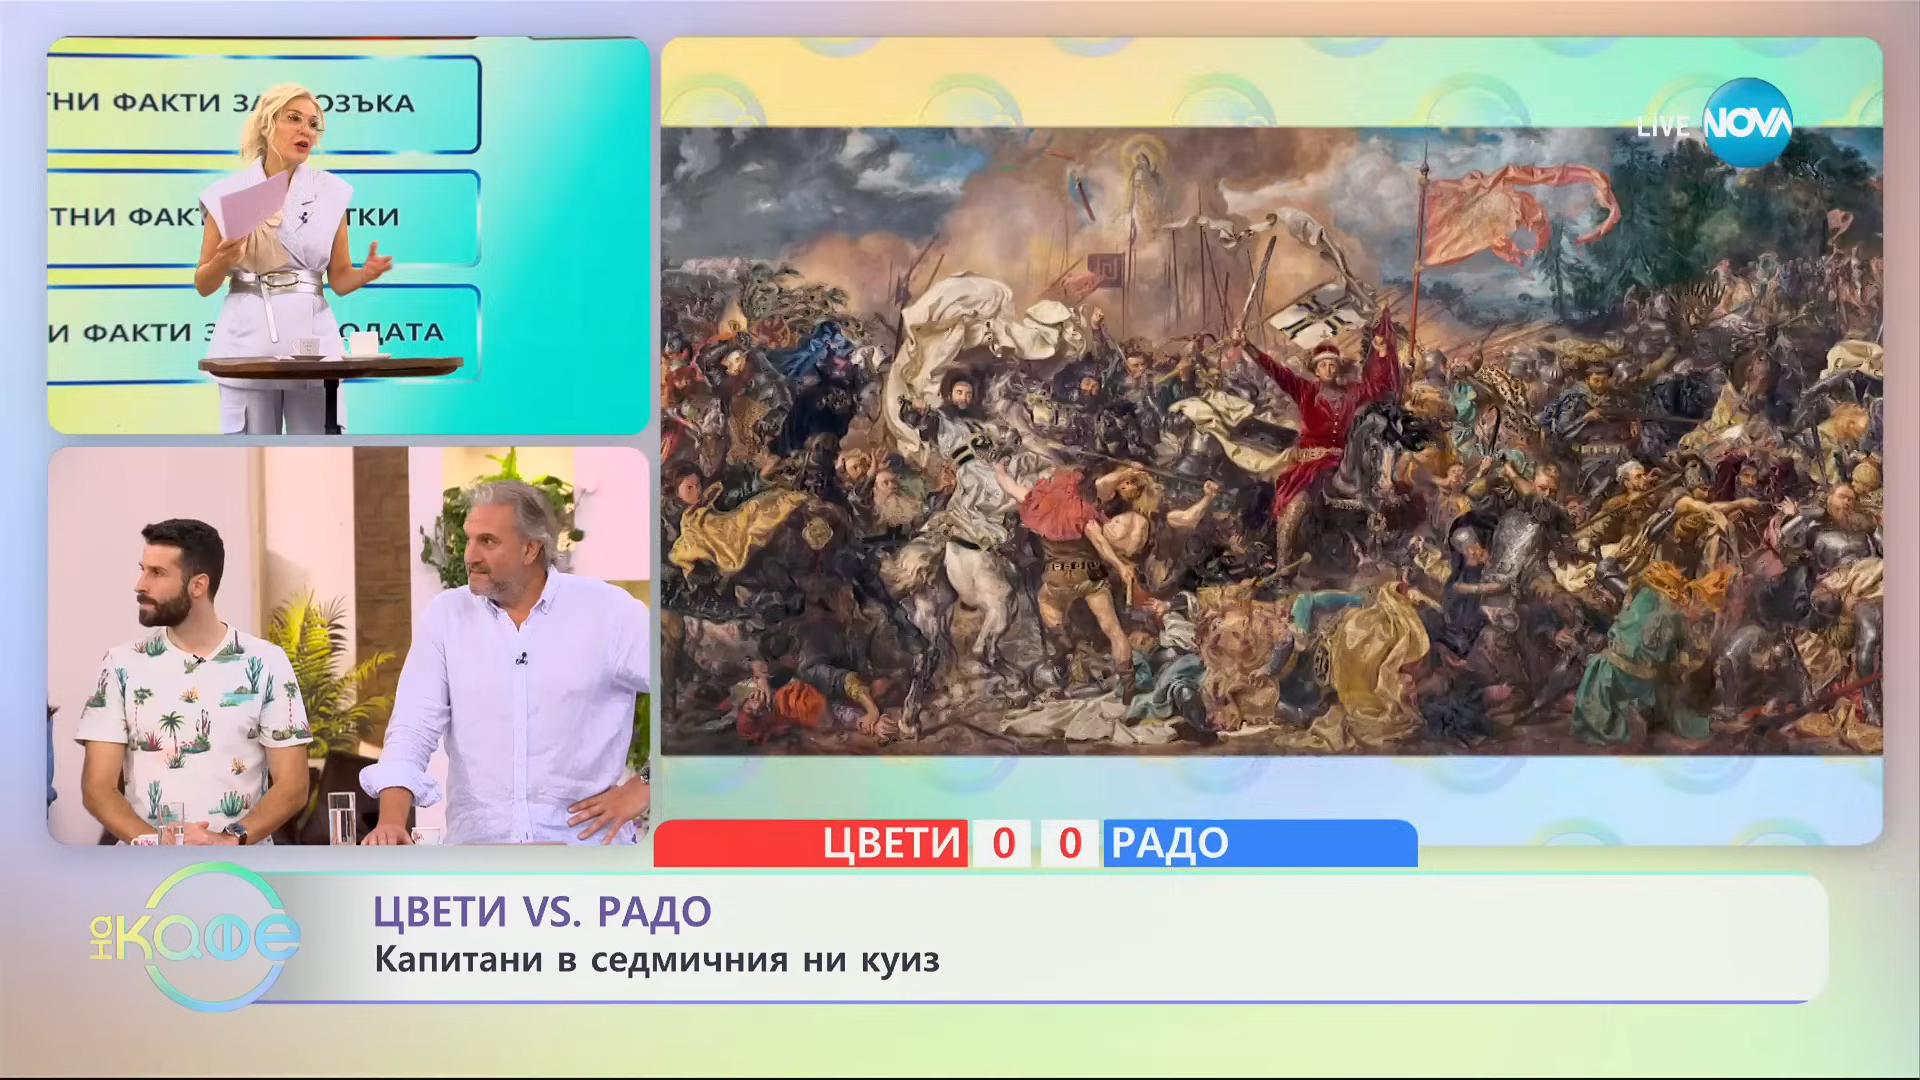 ТНИ ФАКТИ ЗА
ОЗЪКА
ТНИ ФАК
ТКИ
И ФАКТИ З
ОДАТА
LIVE NOVA
ЦВЕТИ 0 0 РАДО
на кафе
ЦВЕТИ VS. РАДО
Капитани в седмичния ни куиз